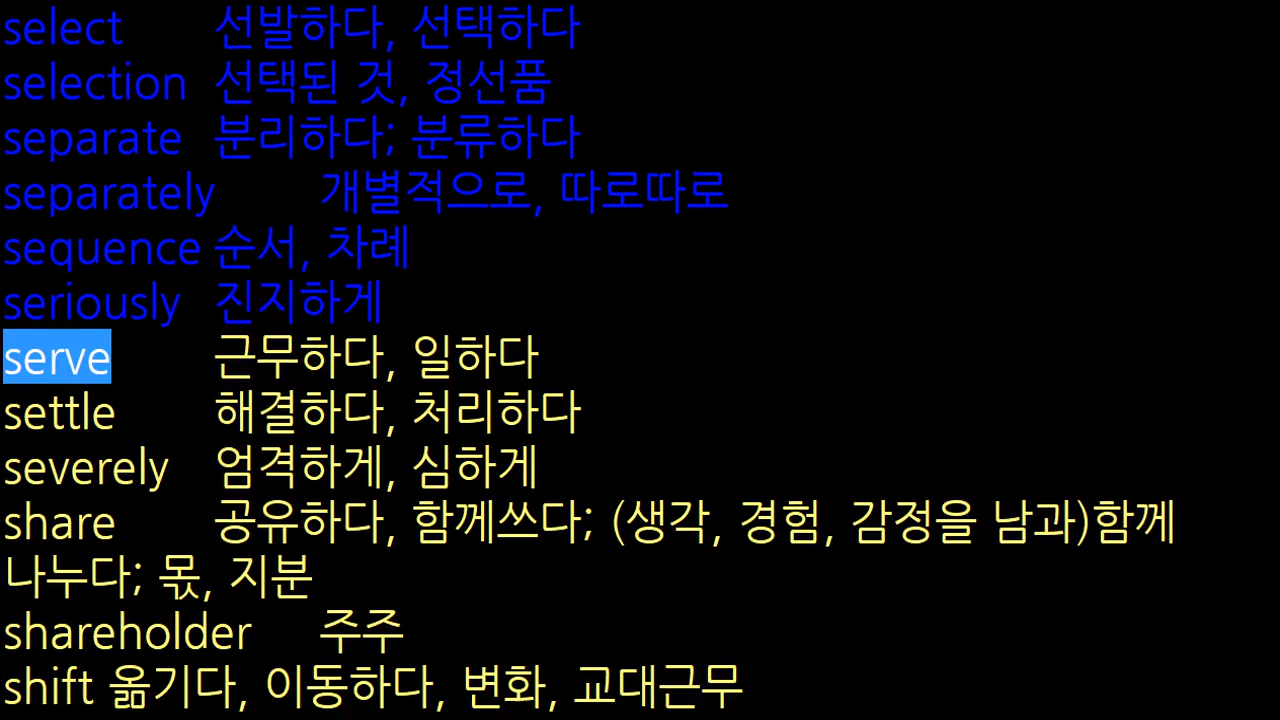 select 선발하다, 선택하다
selection 선택된 것, 정선품
separate 분리하다; 분류하다
separately 개별적으로, 따로따로
sequence 순서, 차례
seriously 진지하게
serve 근무하다, 일하다
settle 해결하다, 처리하다
severely 엄격하게, 심하게
share 공유하다, 함께쓰다; (생각, 경험, 감정을 남과)함께
나누다; 몫, 지분
shareholder 주주
shift 옮기다, 이동하다, 변화, 교대근무